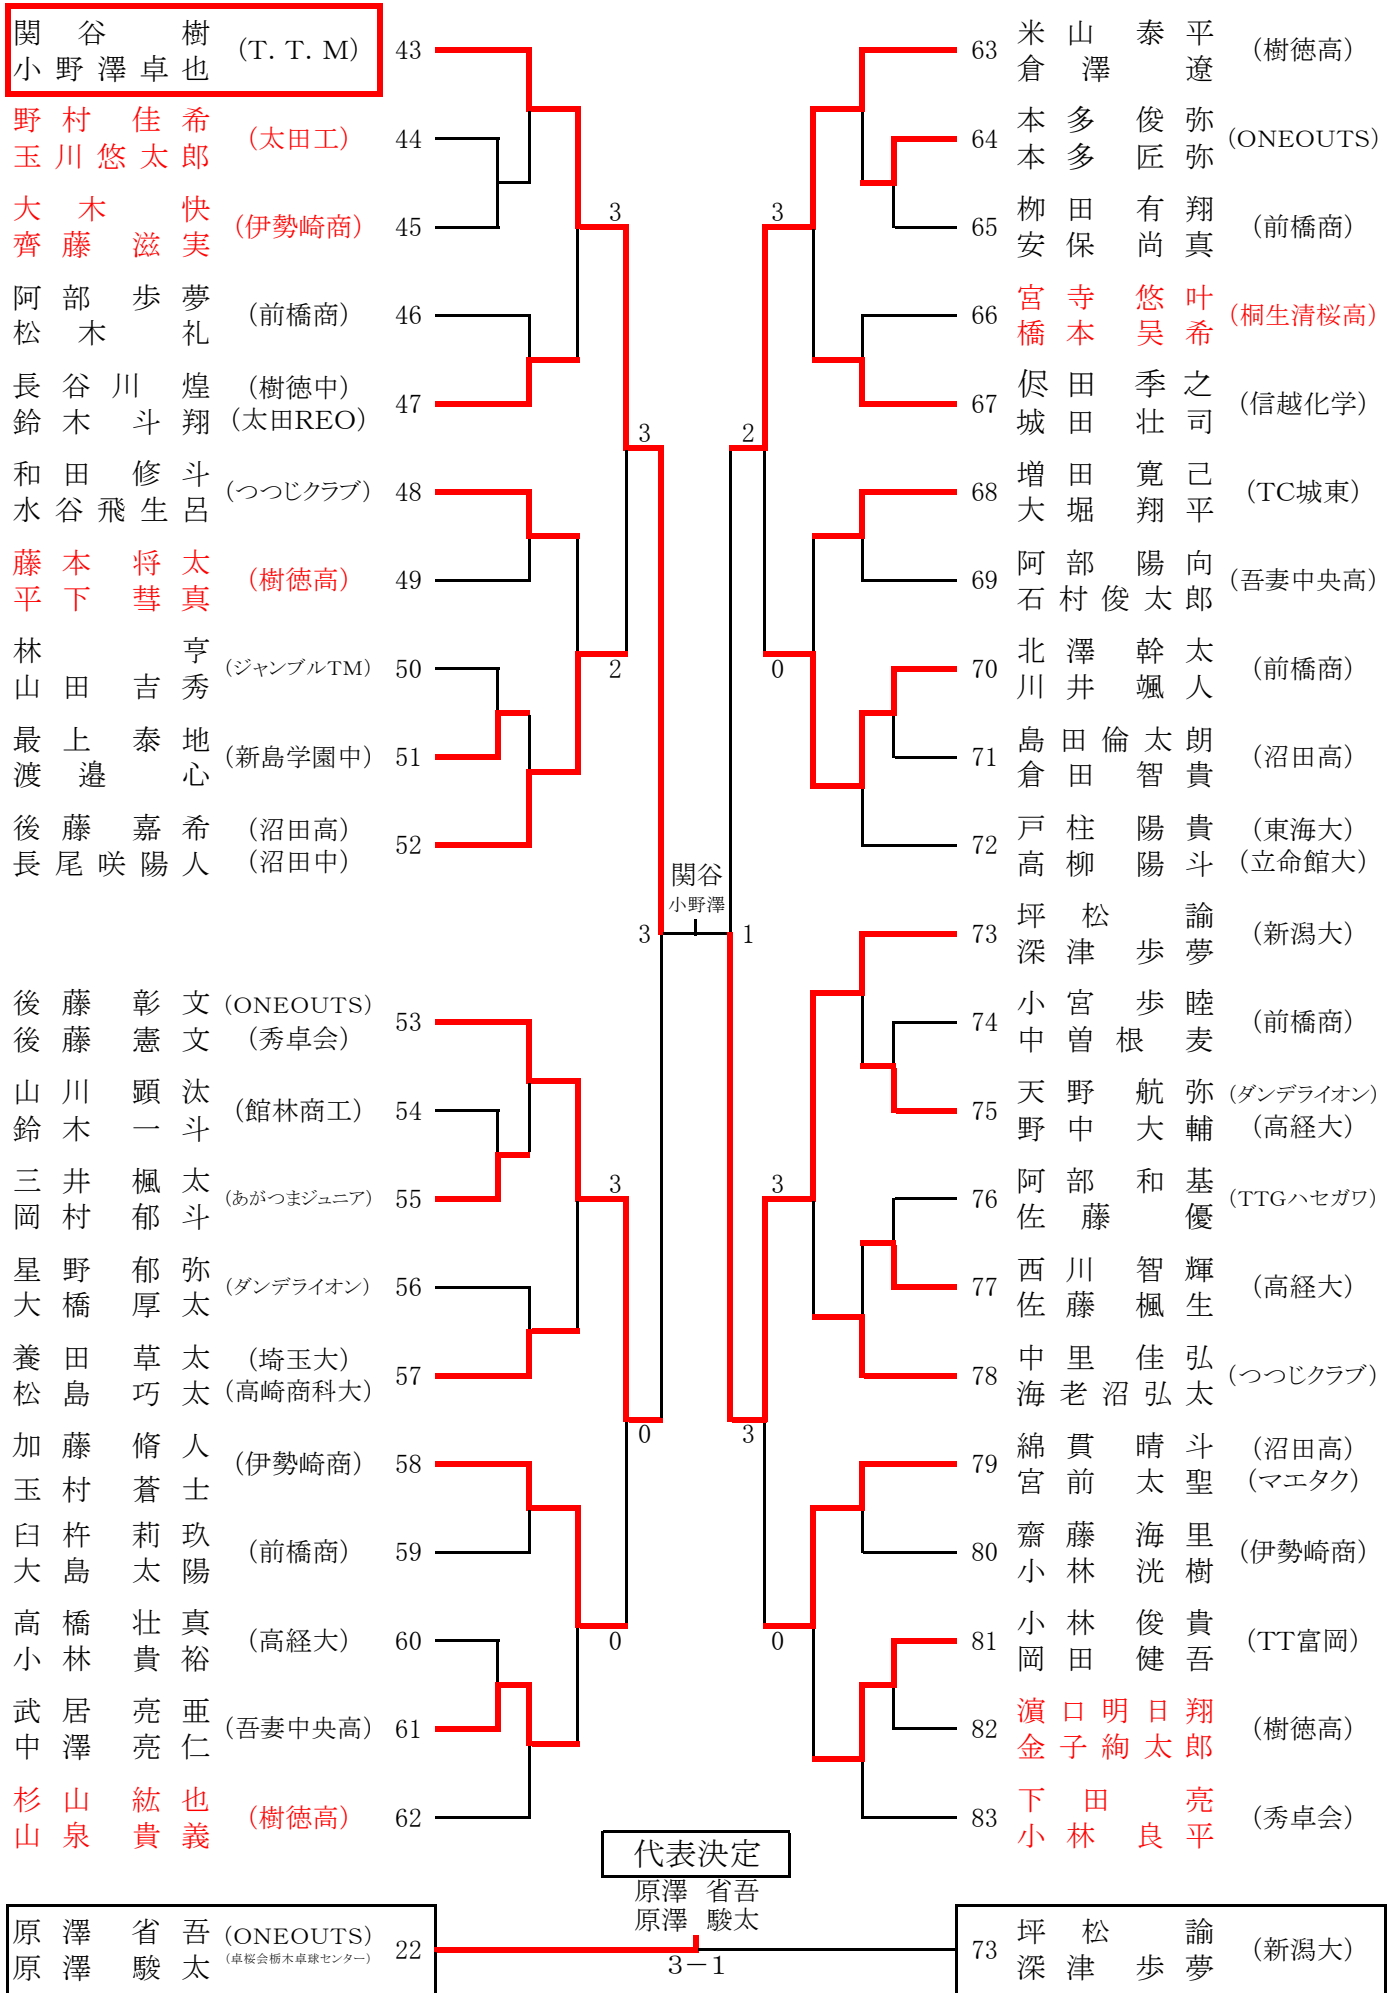 関谷樹 (T.T.M) 43
小野澤卓也
野村佳希 (太田工) 44
玉川悠太郎
大木快 (伊勢崎商) 45
齊藤滋実
阿部歩夢 (前橋商) 46
松木礼
長谷川煌 (樹徳中) 47
鈴木斗翔 (太田REO)
和田修斗 (つつじクラブ) 48
水谷飛生呂
藤本将太 (樹徳高) 49
平下彗真
林亨 (ジャンブルTM) 50
山田吉秀
最上泰地 (新島学園中) 51
渡邉心
後藤嘉希 (沼田高) 52
長尾咲陽人 (沼田中)
後藤彰文 (ONEOUTS) 53
後藤憲文 (秀卓会)
山川顕汰 (館林商工) 54
鈴木一斗
三井楓太 (あがつまジュニア) 55
岡村郁斗
星野郁弥 (ダンデライオン) 56
大橋厚太
養田草太 (埼玉大) 57
松島巧太 (高崎商科大)
加藤脩人 (伊勢崎商) 58
玉村蒼士
臼杵莉玖 (前橋商) 59
大島太陽
高橋壮真 (高経大) 60
小林貴裕
武居亮亜 (吾妻中央高) 61
中澤亮仁
杉山紘也 (樹徳高) 62
山泉貴義
3
3
2
3
3
0
0
関谷
小野澤
1
3
2
0
3
3
0
63 米山泰平 (樹徳高)
倉澤遼
64 本多俊弥 (ONEOUTS)
本多匠弥
65 栁田有翔 (前橋商)
安保尚真
66 宮寺悠叶 (桐生清桜高)
橋本吴希
67 俵田季之 (信越化学)
城田壮司
68 増田寛己 (TC城東)
大堀翔平
69 阿部陽向 (吾妻中央高)
石村俊太郎
70 北澤幹太 (前橋商)
川井颯人
71 島田倫太朗 (沼田高)
倉田智貴
72 戸柱陽貴 (東海大)
高柳陽斗 (立命館大)
73 坪松諭 (新潟大)
深津歩夢
74 小宮歩睦 (前橋商)
中曽根麦
75 天野航弥 (ダンデライオン)
野中大輔 (高経大)
76 阿部和基 (TTGハセガワ)
佐藤優
77 西川智輝 (高経大)
佐藤楓生
78 中里佳弘 (つつじクラブ)
海老沼弘太
79 綿貫晴斗 (沼田高)
宮前太聖 (マエタク)
80 齋藤海里 (伊勢崎商)
小林洸樹
81 小林俊貴 (TT富岡)
岡田健吾
82 濵口明日翔 (樹徳高)
金子絢太郎
83 下田亮 (秀卓会)
小林良平
代表決定
原澤 省吾
原澤 駿太
原澤省吾 (ONEOUTS) 22
原澤駿太 (卓桜会栃木卓球センター)
3－1
73 坪松諭 (新潟大)
深津歩夢